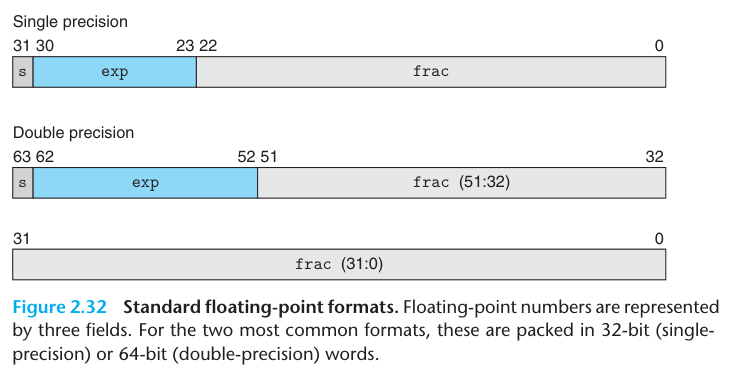 Single precision
31 30 23 22 0
s exp frac
Double precision
63 62 52 51 32
s exp frac (51:32)
31 0
frac (31:0)
Figure 2.32 Standard floating-point formats. Floating-point numbers are represented
by three fields. For the two most common formats, these are packed in 32-bit (single-
precision) or 64-bit (double-precision) words.